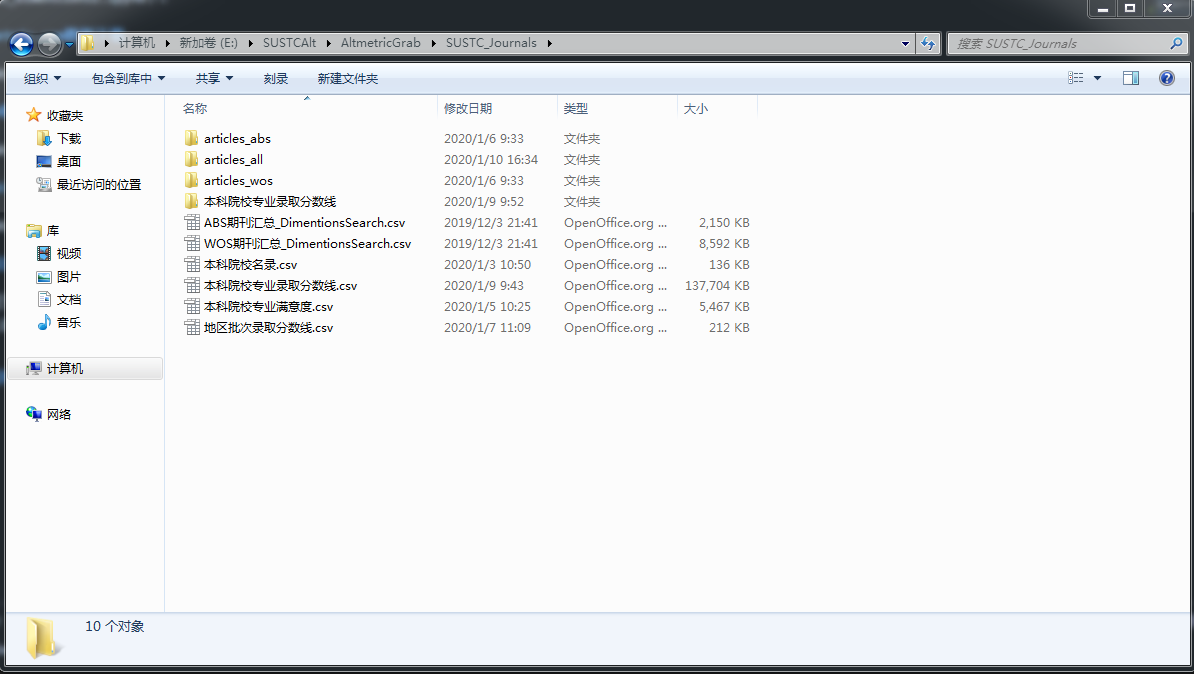 计算机 新加卷 (E:) SUSTCAlt AltmetricGrab SUSTC_Journals 搜索 SUSTC_Journals
组织 包含到库中 共享 刻录 新建文件夹
收藏夹
下载
桌面
最近访问的位置
库
视频
图片
文档
音乐
计算机
网络
名称 修改日期 类型 大小
articles_abs 2020/1/6 9:33 文件夹
articles_all 2020/1/10 16:34 文件夹
articles_wos 2020/1/6 9:33 文件夹
本科院校专业录取分数线 2020/1/9 9:52 文件夹
ABS期刊汇总_DimentionsSearch.csv 2019/12/3 21:41 OpenOffice.org ... 2,150 KB
WOS期刊汇总_DimentionsSearch.csv 2019/12/3 21:41 OpenOffice.org ... 8,592 KB
本科院校名录.csv 2020/1/3 10:50 OpenOffice.org ... 136 KB
本科院校专业录取分数线.csv 2020/1/9 9:43 OpenOffice.org ... 137,704 KB
本科院校专业满意度.csv 2020/1/5 10:25 OpenOffice.org ... 5,467 KB
地区批次录取分数线.csv 2020/1/7 11:09 OpenOffice.org ... 212 KB
10 个对象